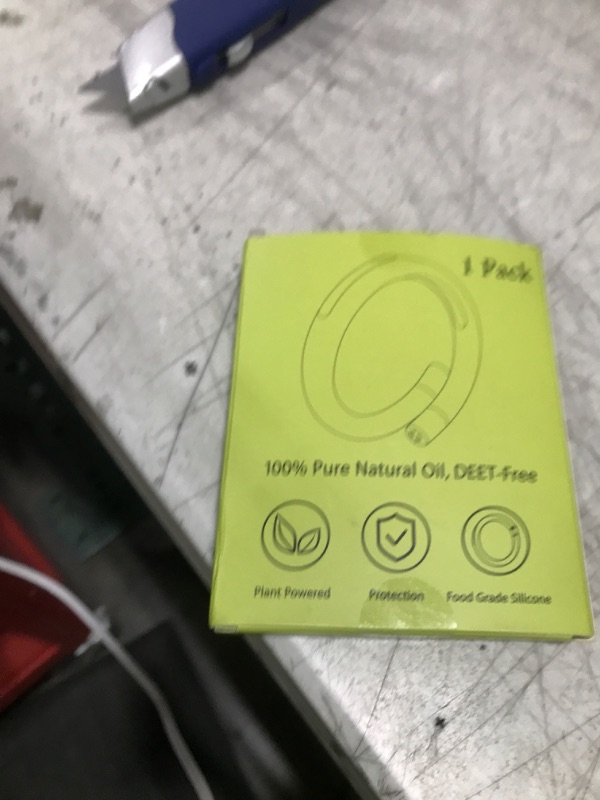 1 Pack
100% Pure Natural Oil, DEET-Free
Plant Powered
Protection
Food Grade Silicone